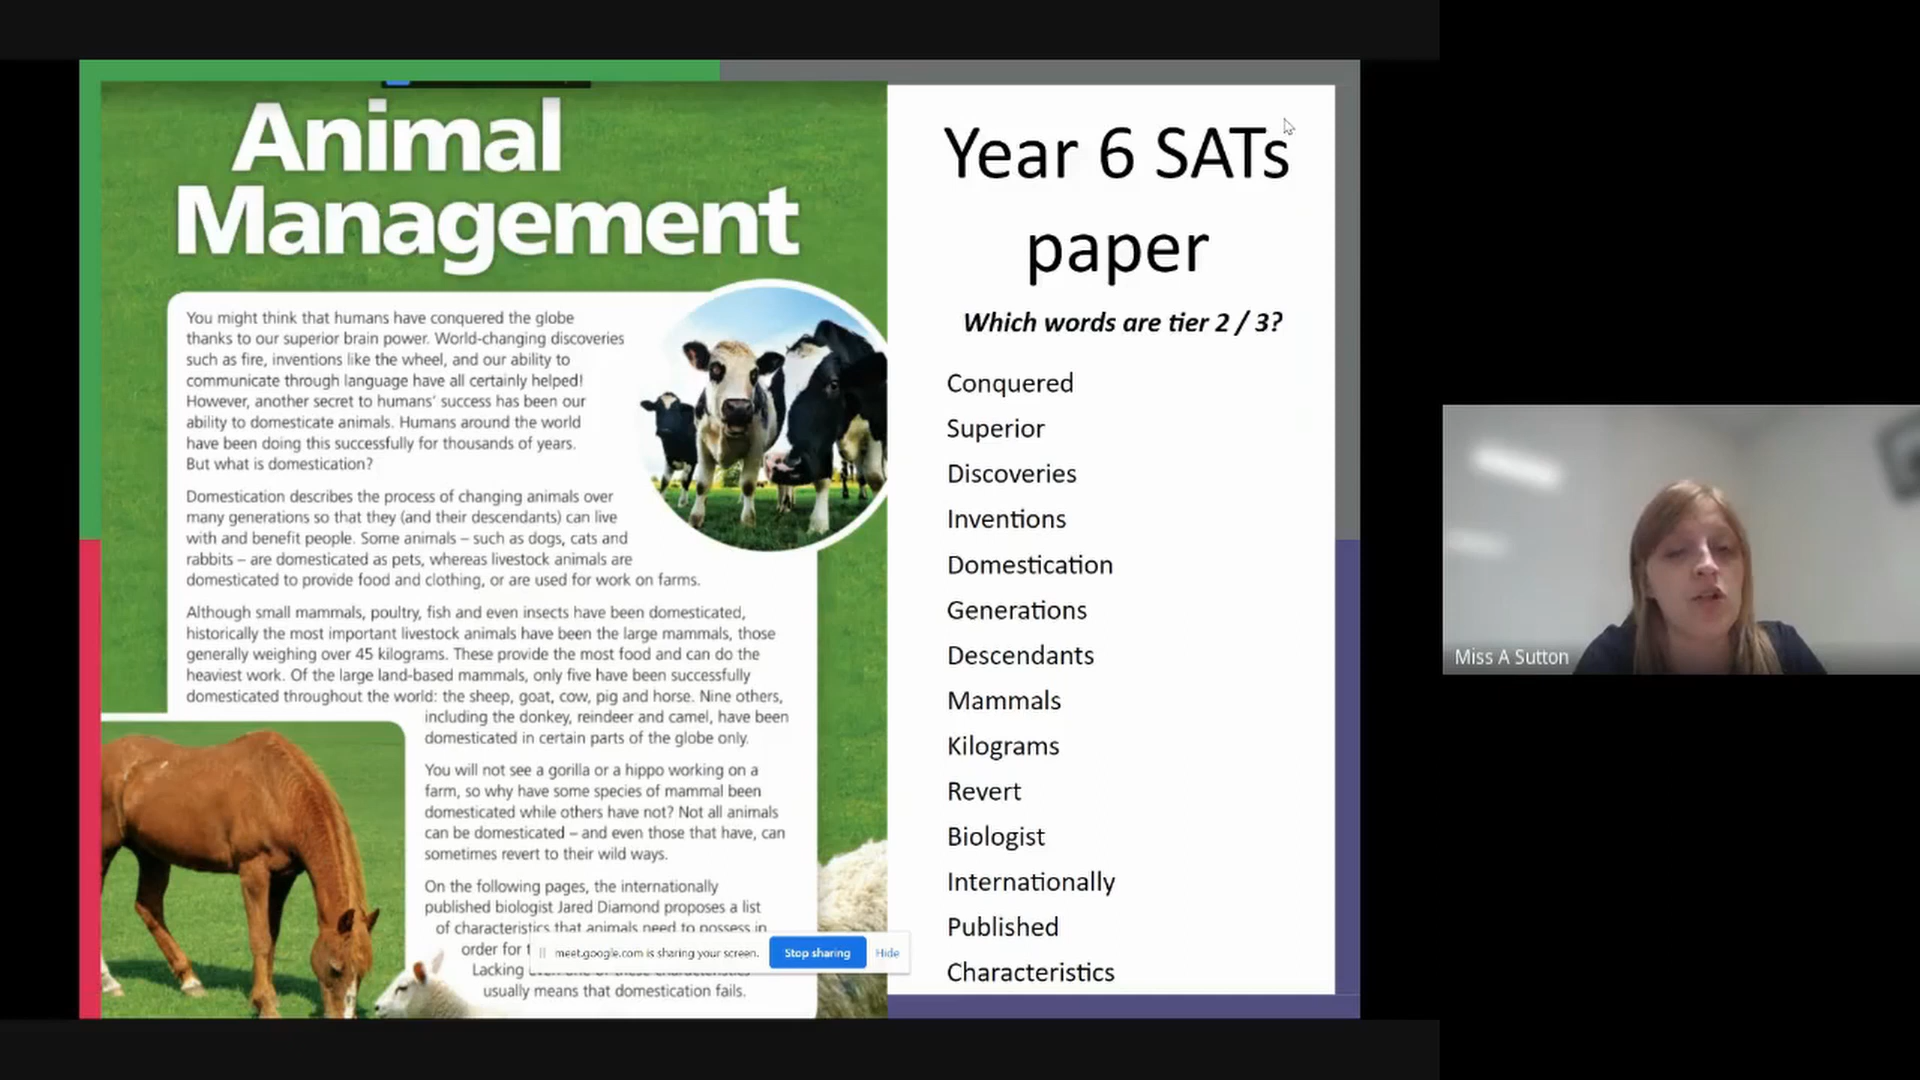 Animal
Management
You might think that humans have conquered the globe
thanks to our superior brain power. World-changing discoveries
such as fire, inventions like the wheel, and our ability to
communicate through language have all certainly helped!
However, another secret to humans' success has been our
ability to domesticate animals. Humans around the world
have been doing this successfully for thousands of years.
But what is domestication?
Domestication describes the process of changing animals over
many generations so that they (and their descendants) can live
with and benefit people. Some animals – such as dogs, cats and
rabbits – are domesticated as pets, whereas livestock animals are
domesticated to provide food and clothing, or are used for work on farms.
Although small mammals, poultry, fish and even insects have been domesticated,
historically the most important livestock animals have been the large mammals, those
generally weighing over 45 kilograms. These provide the most food and can do the
heaviest work. Of the large land-based mammals, only five have been successfully
domesticated throughout the world: the sheep, goat, cow, pig and horse. Nine others,
including the donkey, reindeer and camel, have been
domesticated in certain parts of the globe only.
You will not see a gorilla or a hippo working on a
farm, so why have some species of mammal been
domesticated while others have not? Not all animals
can be domesticated – and even those that have, can
sometimes revert to their wild ways.
On the following pages, the internationally
published biologist Jared Diamond proposes a list
of characteristics that animals need to possess in
order for
Lacking
usually means that domestication fails.
meet.google.com is sharing your screen.
Stop sharing
Hide
Year 6 SATs
paper
Which words are tier 2 / 3?
Conquered
Superior
Discoveries
Inventions
Domestication
Generations
Descendants
Mammals
Kilograms
Revert
Biologist
Internationally
Published
Characteristics
Miss A Sutton